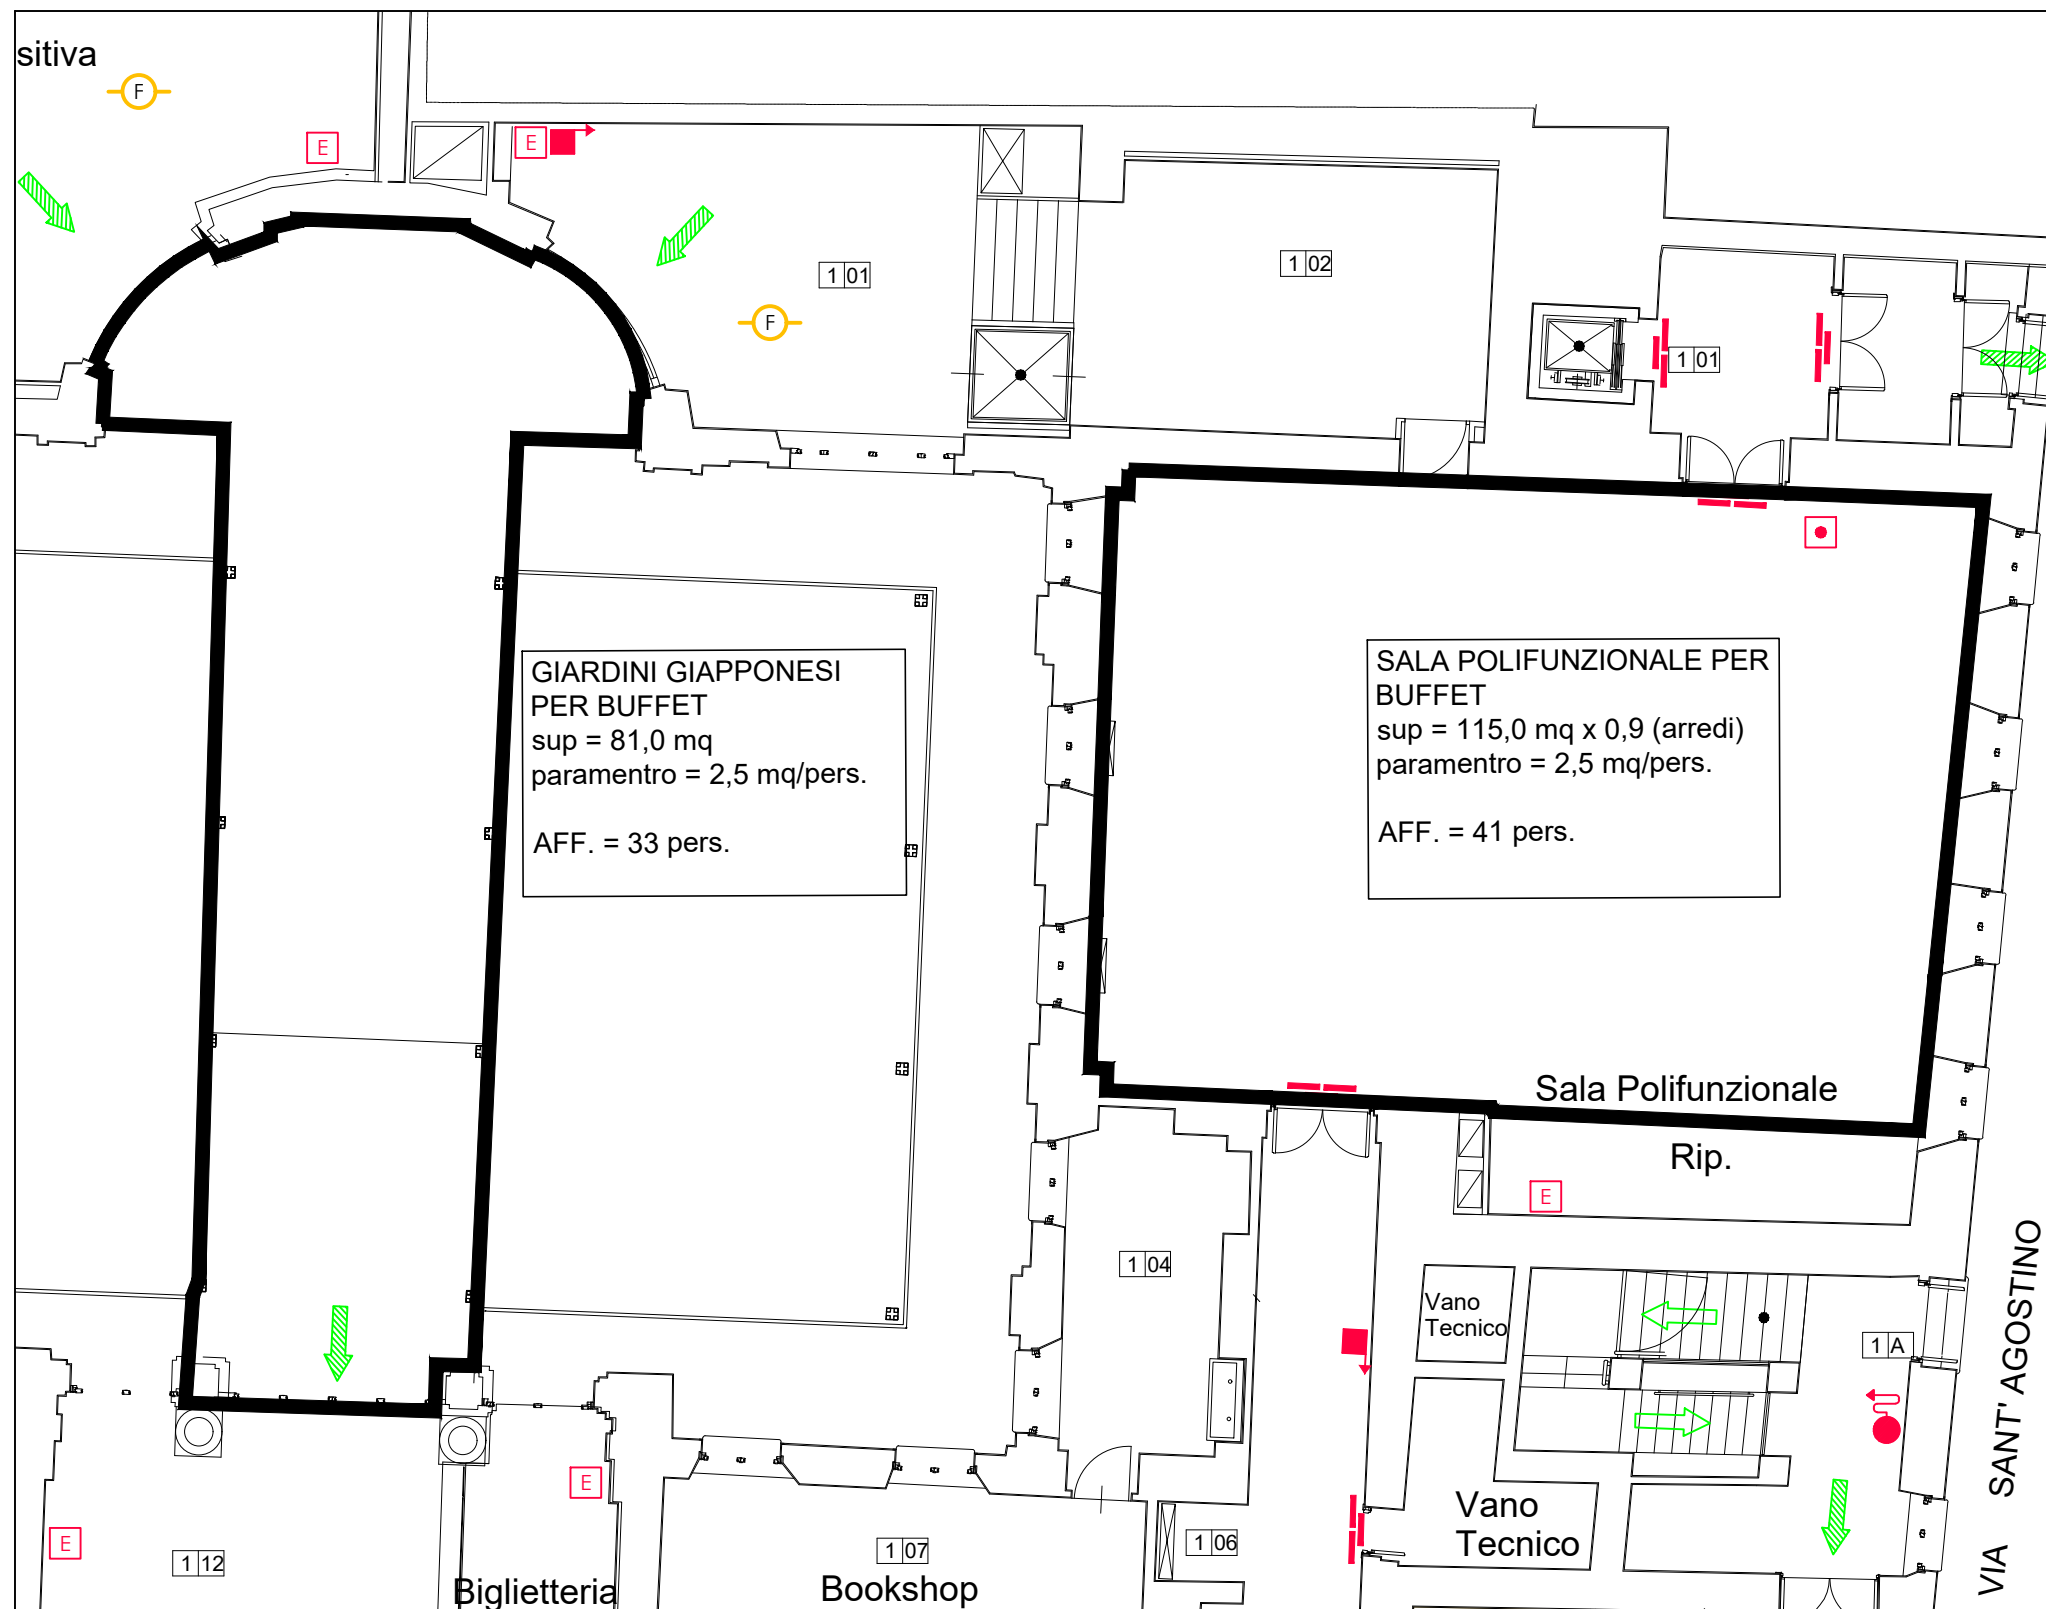 sitiva
F
E
E
1 01
F
1 02
1 01
GIARDINI GIAPPONESI
PER BUFFET
sup = 81,0 mq
paramentro = 2,5 mq/pers.
AFF. = 33 pers.
SALA POLIFUNZIONALE PER
BUFFET
sup = 115,0 mq x 0,9 (arredi)
paramentro = 2,5 mq/pers.
AFF. = 41 pers.
Sala Polifunzionale
Rip.
E
1 04
Vano
Tecnico
1 A
VIA SANT' AGOSTINO
E
E
1 12
Biglietteria
1 07
Bookshop
1 06
Vano
Tecnico